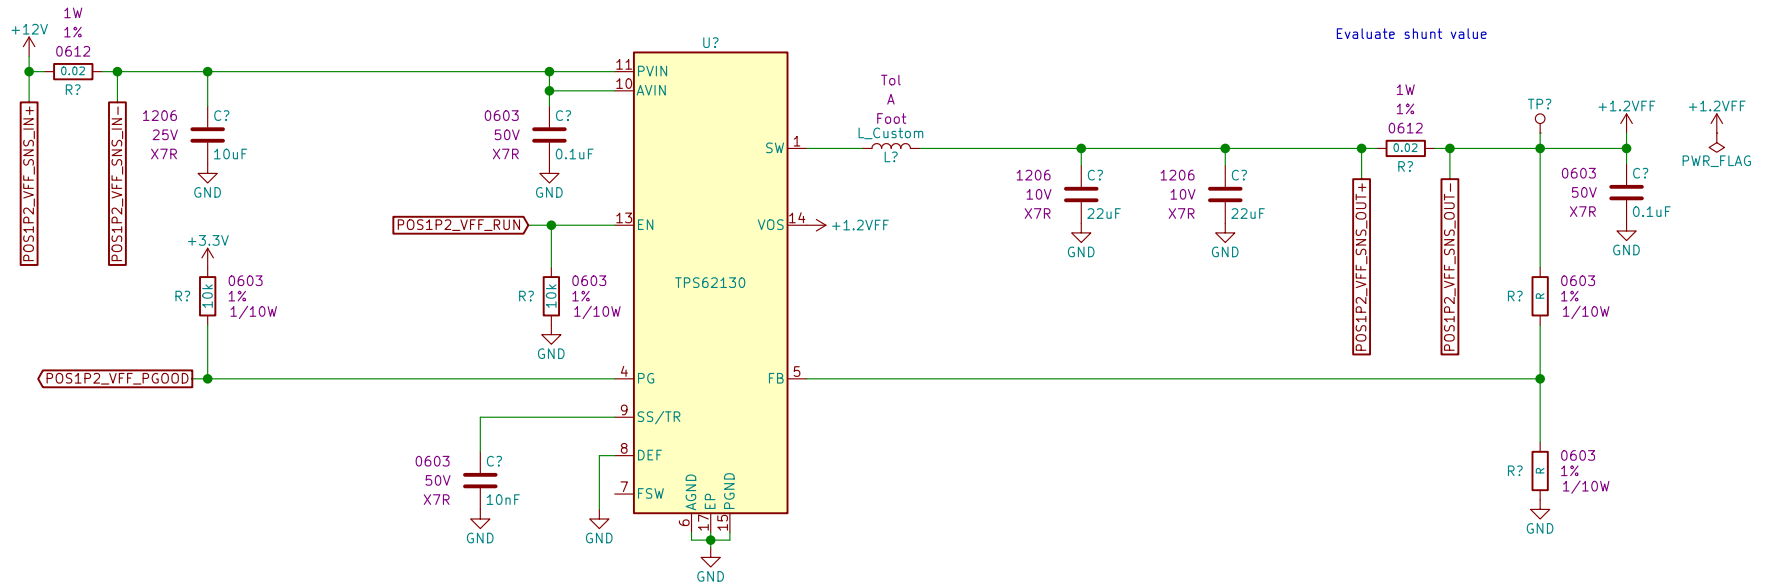 Evaluate shunt value
+12V
1W
1%
0612
0.02
R?
POS1P2_VFF_SNS_IN+
POS1P2_VFF_SNS_IN-
1206
25V
X7R
C?
10uF
GND
0603
50V
X7R
C?
0.1uF
GND
U?
11
PVIN
10
AVIN
13
EN
4
PG
9
SS/TR
8
DEF
7
FSW
SW
1
VOS
14
FB
5
TPS62130
AGND
EP
PGND
6
17
15
GND
+1.2VFF
POS1P2_VFF_RUN
R?
10k
0603
1%
1/10W
GND
+3.3V
R?
10k
0603
1%
1/10W
POS1P2_VFF_PGOOD
0603
50V
X7R
C?
10nF
GND
GND
Tol
A
Foot
L_Custom
L?
1206
10V
X7R
C?
22uF
GND
1206
10V
X7R
C?
22uF
GND
1W
1%
0612
0.02
R?
POS1P2_VFF_SNS_OUT+
POS1P2_VFF_SNS_OUT-
TP?
+1.2VFF
0603
50V
X7R
C?
0.1uF
GND
+1.2VFF
PWR_FLAG
R?
R
0603
1%
1/10W
R?
R
0603
1%
1/10W
GND